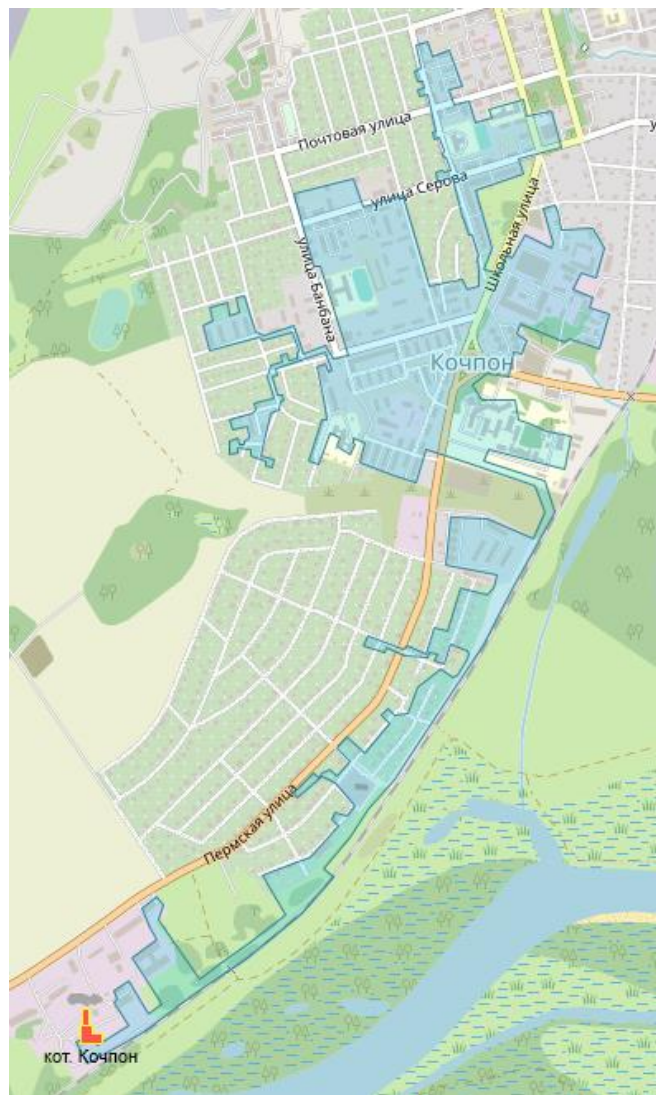 Почтовая улица
у
улица Серова
Школьная улица
улица Банбана
Кочпон
Пермская улица
кот. Кочпон